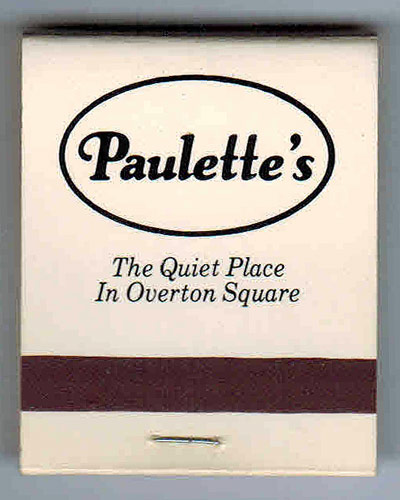 Paulette's
The Quiet Place
In Overton Square